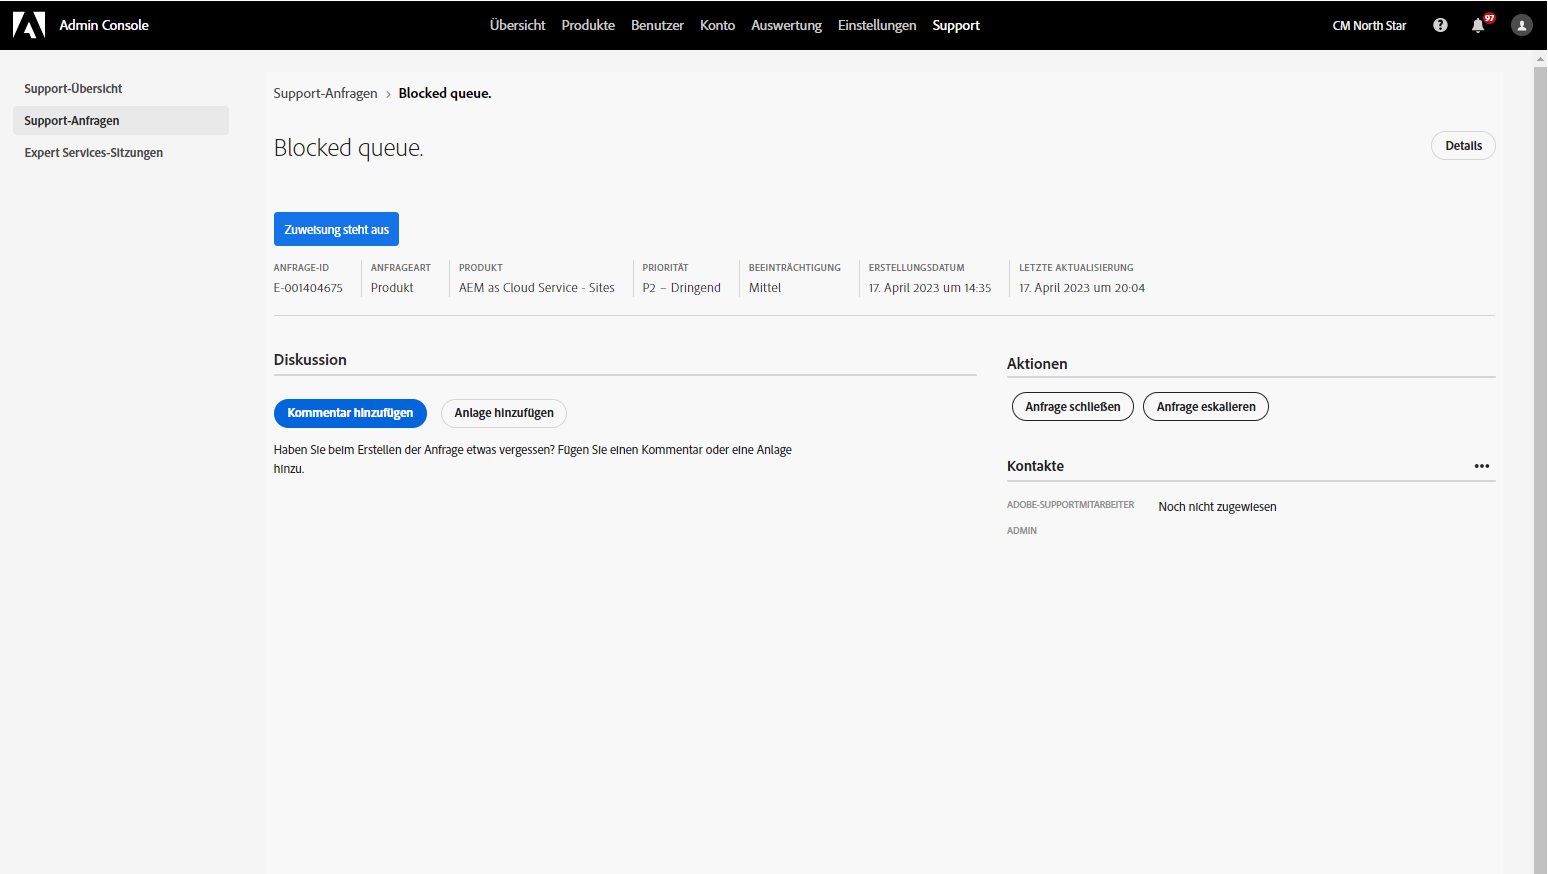 Admin Console
Übersicht Produkte Benutzer Konto Auswertung Einstellungen Support
CM North Star
97
Support-Übersicht
Support-Anfragen
Expert Services-Sitzungen
Support-Anfragen › Blocked queue.
Blocked queue.
Details
Zuweisung steht aus
ANFRAGE-ID ANFRAGEART PRODUKT PRIORITÄT BEEINTRÄCHTIGUNG ERSTELLUNGSDATUM LETZTE AKTUALISIERUNG
E-001404675 Produkt AEM as Cloud Service - Sites P2 – Dringend Mittel 17. April 2023 um 14:35 17. April 2023 um 20:04
Diskussion
Kommentar hinzufügen Anlage hinzufügen
Haben Sie beim Erstellen der Anfrage etwas vergessen? Fügen Sie einen Kommentar oder eine Anlage
hinzu.
Aktionen
Anfrage schließen Anfrage eskalieren
Kontakte
ADOBE-SUPPORTMITARBEITER Noch nicht zugewiesen
ADMIN